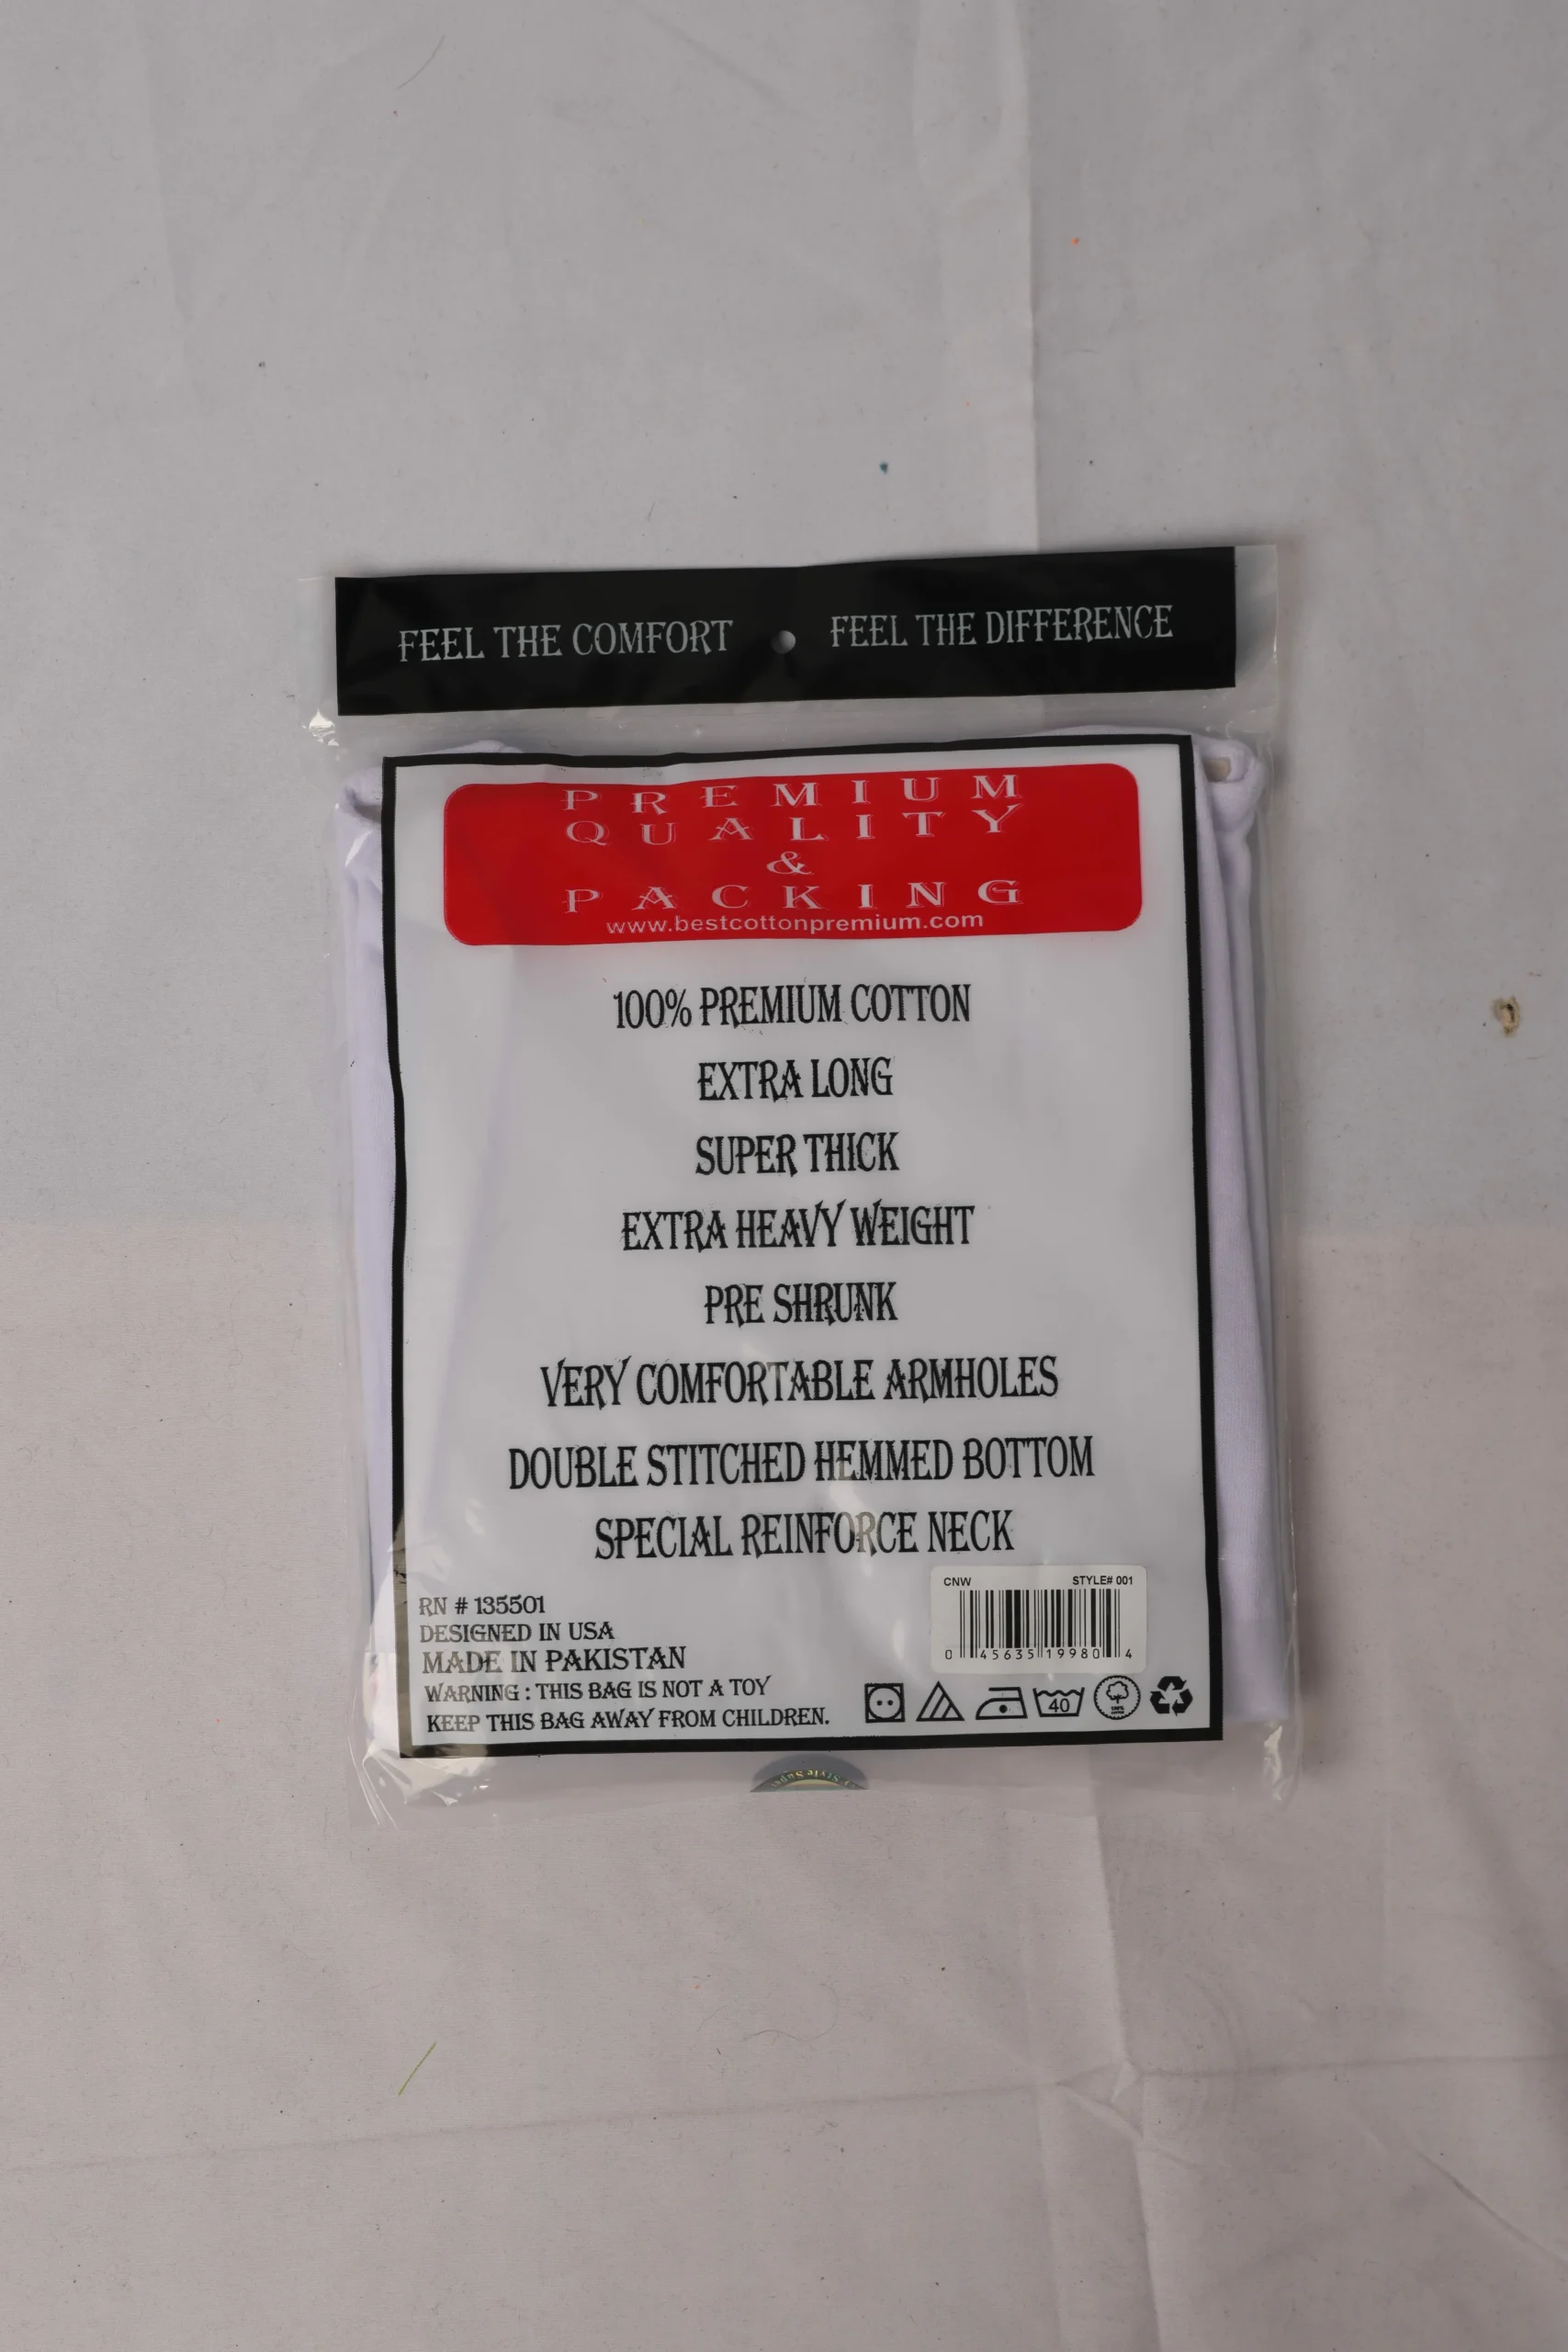 FEEL THE COMFORT FEEL THE DIFFERENCE
PREMIUM
QUALITY
&
PACKING
www.bestcottonpremium.com
100% PREMIUM COTTON
EXTRA LONG
SUPER THICK
EXTRA HEAVY WEIGHT
PRE SHRUNK
VERY COMFORTABLE ARMHOLES
DOUBLE STITCHED HEMMED BOTTOM
SPECIAL REINFORCE NECK
CNW STYLE# 001
0 45635 19980 4
RN # 135501
DESIGNED IN USA
MADE IN PAKISTAN
WARNING : THIS BAG IS NOT A TOY
KEEP THIS BAG AWAY FROM CHILDREN.
40
Style